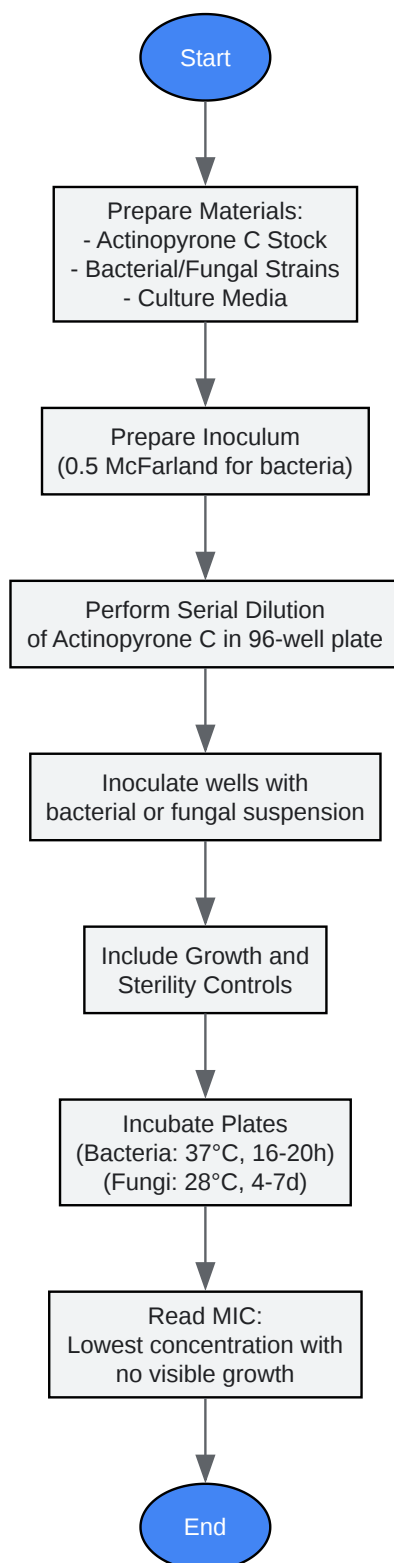 Start
Prepare Materials:
- Actinopyrone C Stock
- Bacterial/Fungal Strains
- Culture Media
Prepare Inoculum
(0.5 McFarland for bacteria)
Perform Serial Dilution
of Actinopyrone C in 96-well plate
Inoculate wells with
bacterial or fungal suspension
Include Growth and
Sterility Controls
Incubate Plates
(Bacteria: 37°C, 16-20h)
(Fungi: 28°C, 4-7d)
Read MIC:
Lowest concentration with
no visible growth
End